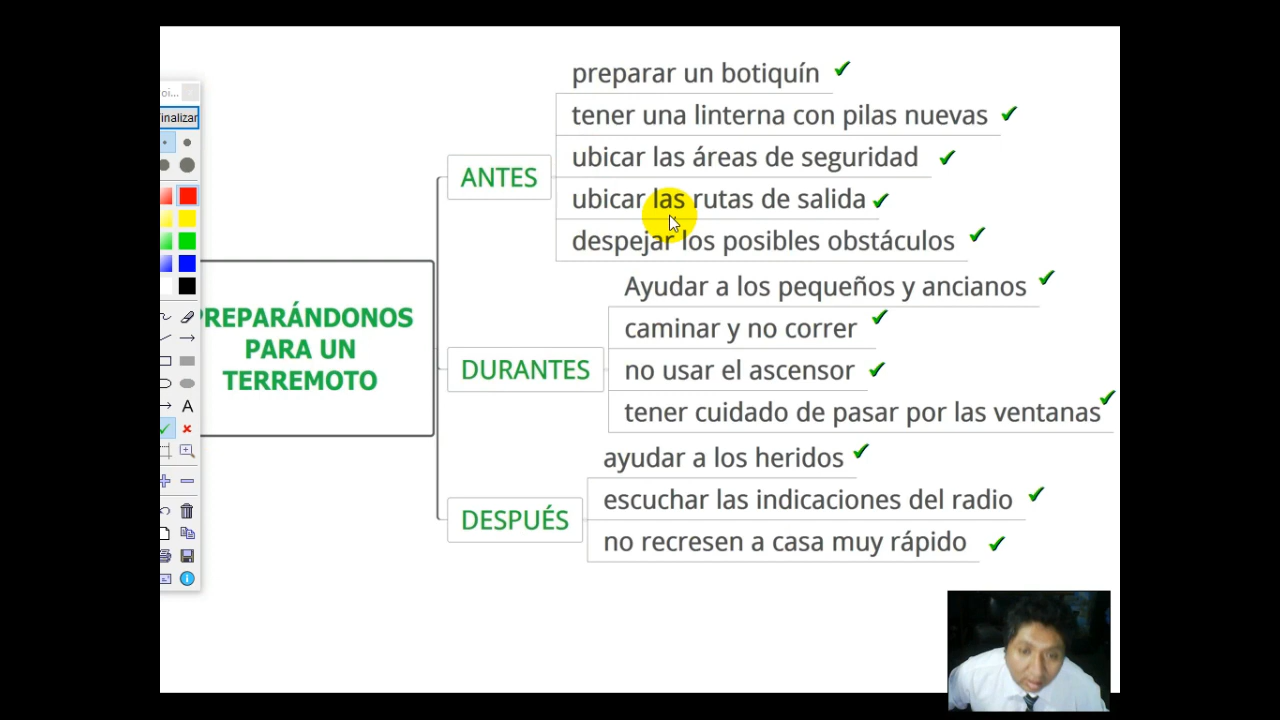 oi...
inalizar
A
preparar un botiquín
tener una linterna con pilas nuevas
ubicar las áreas de seguridad
ANTES
ubicar las rutas de salida
despejar los posibles obstáculos
Ayudar a los pequeños y ancianos
caminar y no correr
PREPARÁNDONOS
PARA UN
TERREMOTO
DURANTES
no usar el ascensor
tener cuidado de pasar por las ventanas
ayudar a los heridos
escuchar las indicaciones del radio
DESPUÉS
no recresen a casa muy rápido